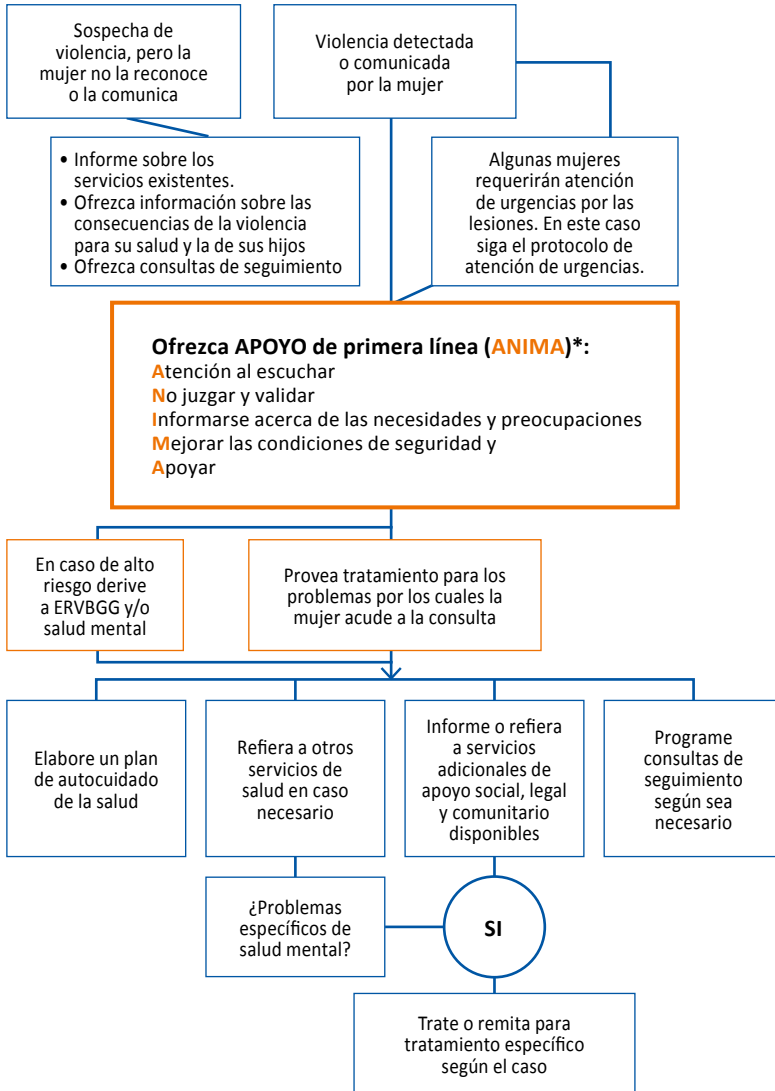 Sospecha de
violencia, pero la
mujer no la reconoce
o la comunica
Violencia detectada
o comunicada
por la mujer
• Informe sobre los
servicios existentes.
• Ofrezca información sobre las
consecuencias de la violencia
para su salud y la de sus hijos
• Ofrezca consultas de seguimiento
Algunas mujeres
requerirán atención
de urgencias por las
lesiones. En este caso
siga el protocolo de
atención de urgencias.
Ofrezca APOYO de primera línea (ANIMA)*:
Atención al escuchar
No juzgar y validar
Informarse acerca de las necesidades y preocupaciones
Mejorar las condiciones de seguridad y
Apoyar
En caso de alto
riesgo derive
a ERVBGG y/o
salud mental
Provea tratamiento para los
problemas por los cuales la
mujer acude a la consulta
Elabore un plan
de autocuidado
de la salud
Refiera a otros
servicios de
salud en caso
necesario
Informe o refiera
a servicios
adicionales de
apoyo social, legal
y comunitario
disponibles
Programe
consultas de
seguimiento
según sea
necesario
¿Problemas
específicos de
salud mental?
SI
Trate o remita para
tratamiento específico
según el caso